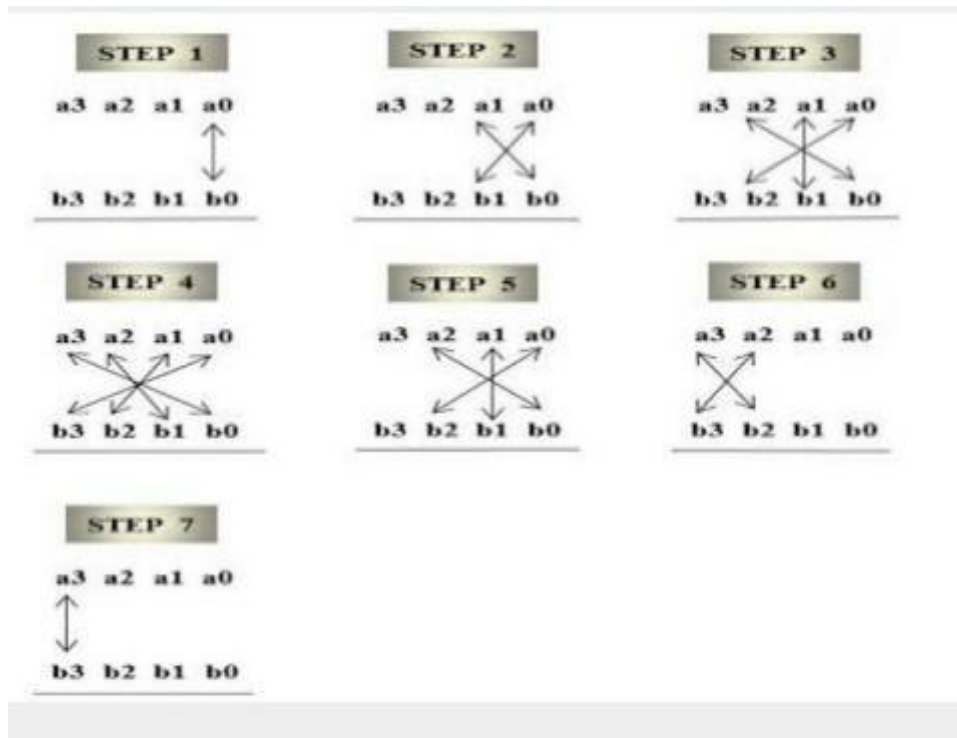 STEP 1
a3 a2 a1 a0
b3 b2 b1 b0
STEP 2
a3 a2 a1 a0
b3 b2 b1 b0
STEP 3
a3 a2 a1 a0
b3 b2 b1 b0
STEP 4
a3 a2 a1 a0
b3 b2 b1 b0
STEP 5
a3 a2 a1 a0
b3 b2 b1 b0
STEP 6
a3 a2 a1 a0
b3 b2 b1 b0
STEP 7
a3 a2 a1 a0
b3 b2 b1 b0